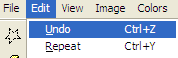 File Edit View Image Colors
Undo Ctrl+Z
Repeat Ctrl+Y